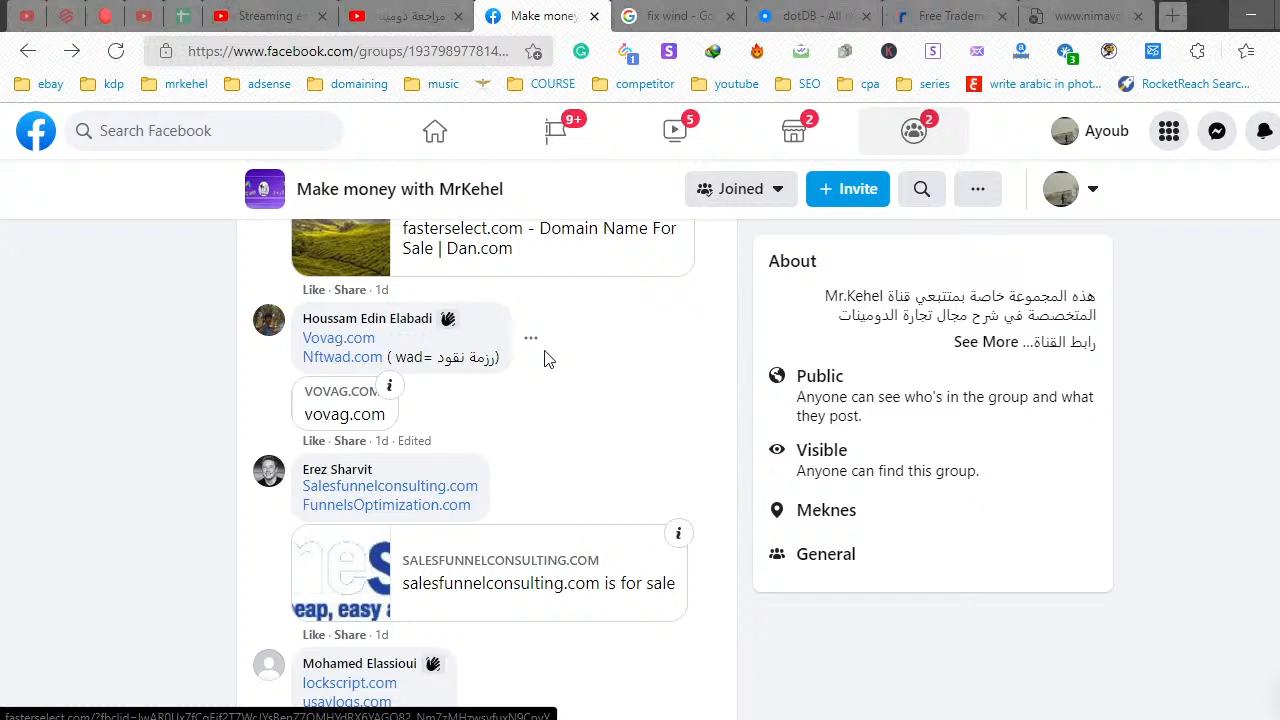 Streaming e
مراجعة دومينا
Make money
fix wind - Go
dotDB - All re
Free Tradem
www.nimav
https://www.facebook.com/groups/193798977814...
1
3
ebay
kdp
mrkehel
adsense
domaining
music
COURSE
competitor
youtube
SEO
cpa
series
write arabic in phot...
RocketReach Searc...
Search Facebook
9+
5
2
2
Ayoub
Make money with MrKehel
Joined
+ Invite
fasterselect.com - Domain Name For
Sale | Dan.com
Like · Share · 1d
Houssam Edin Elabadi
Vovag.com
Nftwad.com ( wad= رزمة نقود)
VOVAG.COM
vovag.com
Like · Share · 1d · Edited
Erez Sharvit
Salesfunnelconsulting.com
FunnelsOptimization.com
SALESFUNNELCONSULTING.COM
salesfunnelconsulting.com is for sale
Like · Share · 1d
Mohamed Elassioui
lockscript.com
usavlogs.com
About
هذه المجموعة خاصة بمتتبعي قناة Mr.Kehel
المتخصصة في شرح مجال تجارة الدومينات
رابط القناة... See More
Public
Anyone can see who's in the group and what
they post.
Visible
Anyone can find this group.
Meknes
General